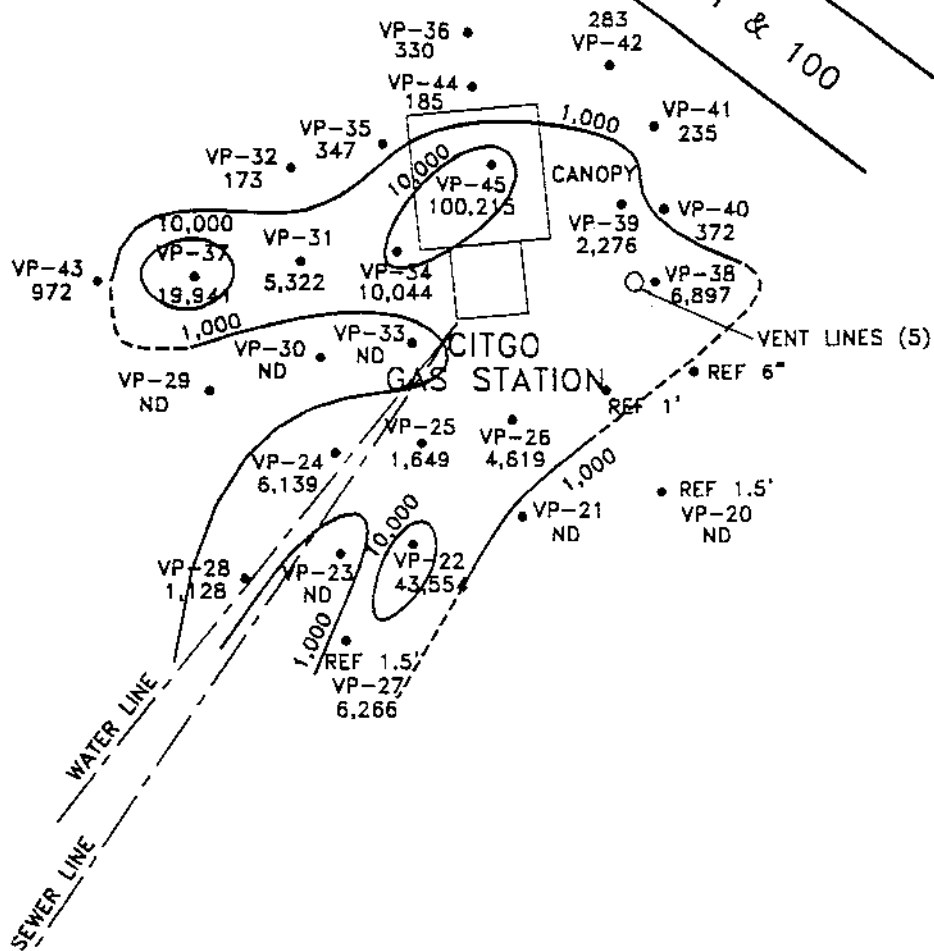 & 100
283
VP-42
VP-36
330
VP-44
185
1,000
VP-41
235
VP-35
347
VP-32
173
10,000
VP-45
100,215
CANOPY
VP-40
372
VP-39
2,276
10,000
VP-37
19,941
VP-31
5,322
VP-34
10,044
VP-43
972
VP-38
6,897
1,000
VP-33
ND
VENT LINES (5)
VP-30
ND
CITGO
GAS STATION
VP-29
ND
REF 6"
REF 1'
VP-25
1,649
VP-26
4,619
VP-24
6,139
1,000
REF 1.5'
VP-20
ND
VP-21
ND
10,000
VP-22
43,554
VP-23
ND
VP-28
1,128
1,000
REF 1.5'
VP-27
6,266
WATER LINE
SEWER LINE